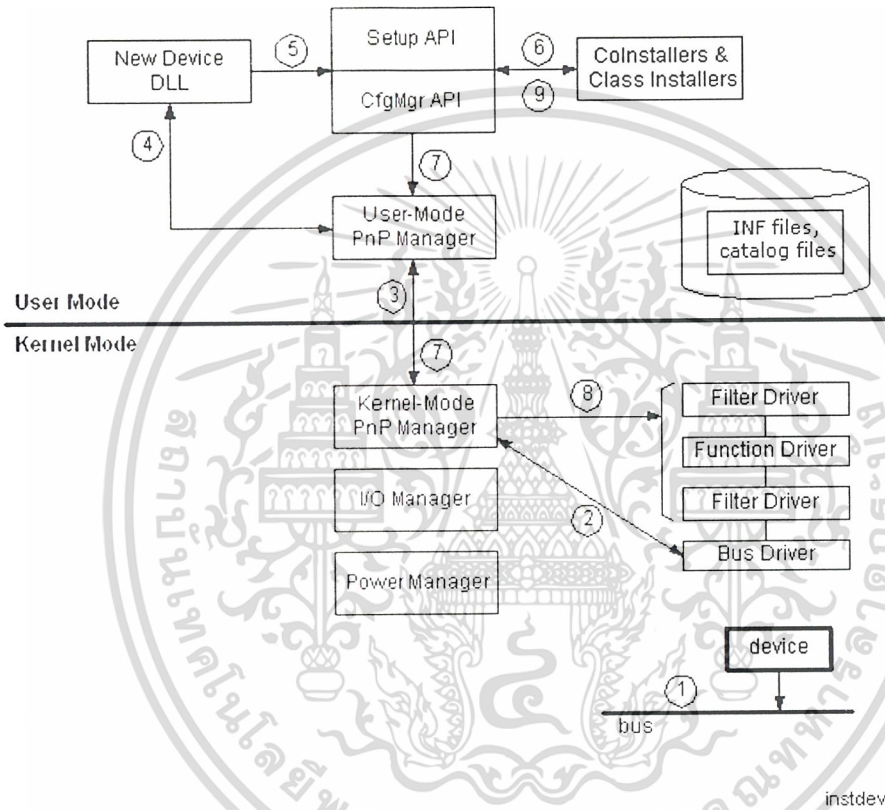 Setup API
New Device
DLL
5
6
CoInstallers &
Class Installers
CfgMgr API
9
4
7
User-Mode
PnP Manager
INF files,
catalog files
3
User Mode
Kernel Mode
7
Kernel-Mode
PnP Manager
8
Filter Driver
Function Driver
I/O Manager
Filter Driver
2
Bus Driver
Power Manager
device
1
bus
instdev